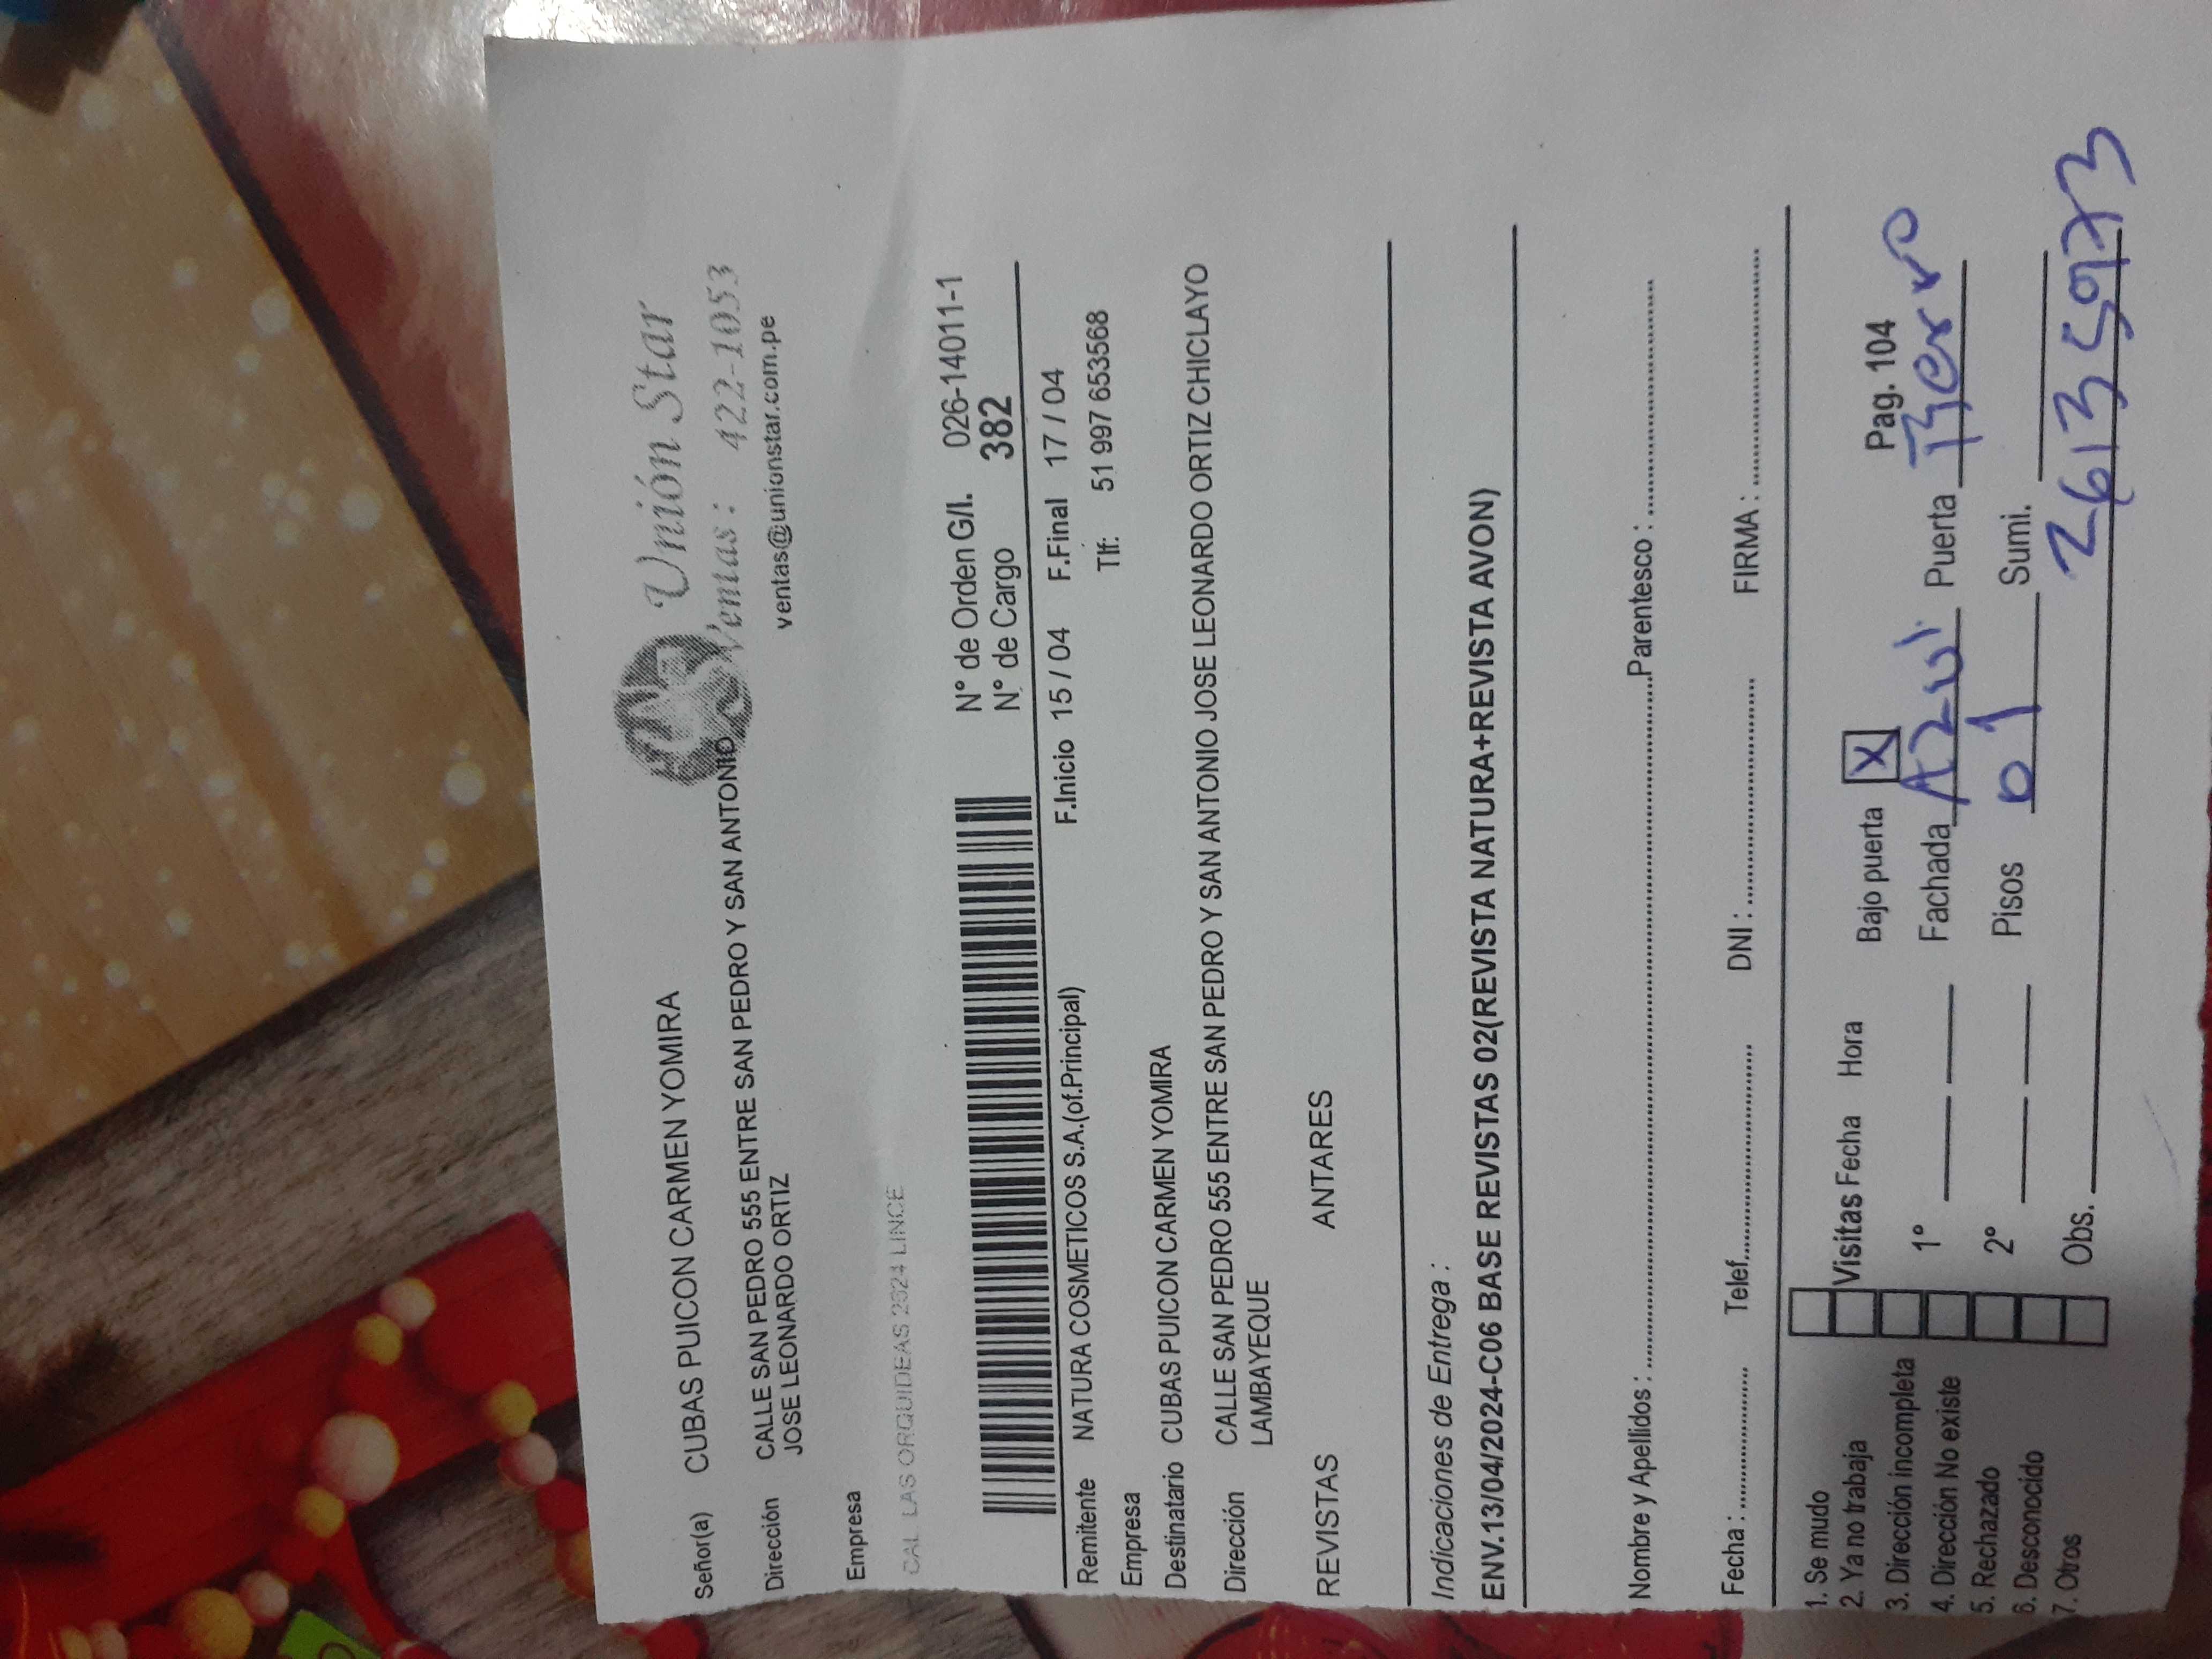 Unión Star
Ventas: 422-1053
ventas@unionstar.com.pe
Señor(a) CUBAS PUICON CARMEN YOMIRA
Dirección CALLE SAN PEDRO 555 ENTRE SAN PEDRO Y SAN ANTONIO
JOSE LEONARDO ORTIZ
Empresa
CAL LAS ORQUIDEAS 2624 LINCE
N° de Orden G/I. 026-14011-1
N° de Cargo 382
F.Inicio 15 / 04 F.Final 17 / 04
Remitente NATURA COSMETICOS S.A.(of.Principal) Tlf: 51 997 653568
Empresa
Destinatario CUBAS PUICON CARMEN YOMIRA
Dirección CALLE SAN PEDRO 555 ENTRE SAN PEDRO Y SAN ANTONIO JOSE LEONARDO ORTIZ CHICLAYO
LAMBAYEQUE
REVISTAS ANTARES
Indicaciones de Entrega :
ENV.13/04/2024-C06 BASE REVISTAS 02(REVISTA NATURA+REVISTA AVON)
Nombre y Apellidos : Parentesco :
Fecha : Telef. DNI : FIRMA :
1. Se mudo
2. Ya no trabaja
3. Dirección incompleta
4. Dirección No existe
5. Rechazado
6. Desconocido
7. Otros
Visitas Fecha Hora Bajo puerta X Pag. 104
1º Fachada Azul Puerta Fierro
2º Pisos 01 Sumi.
Obs. 26135973